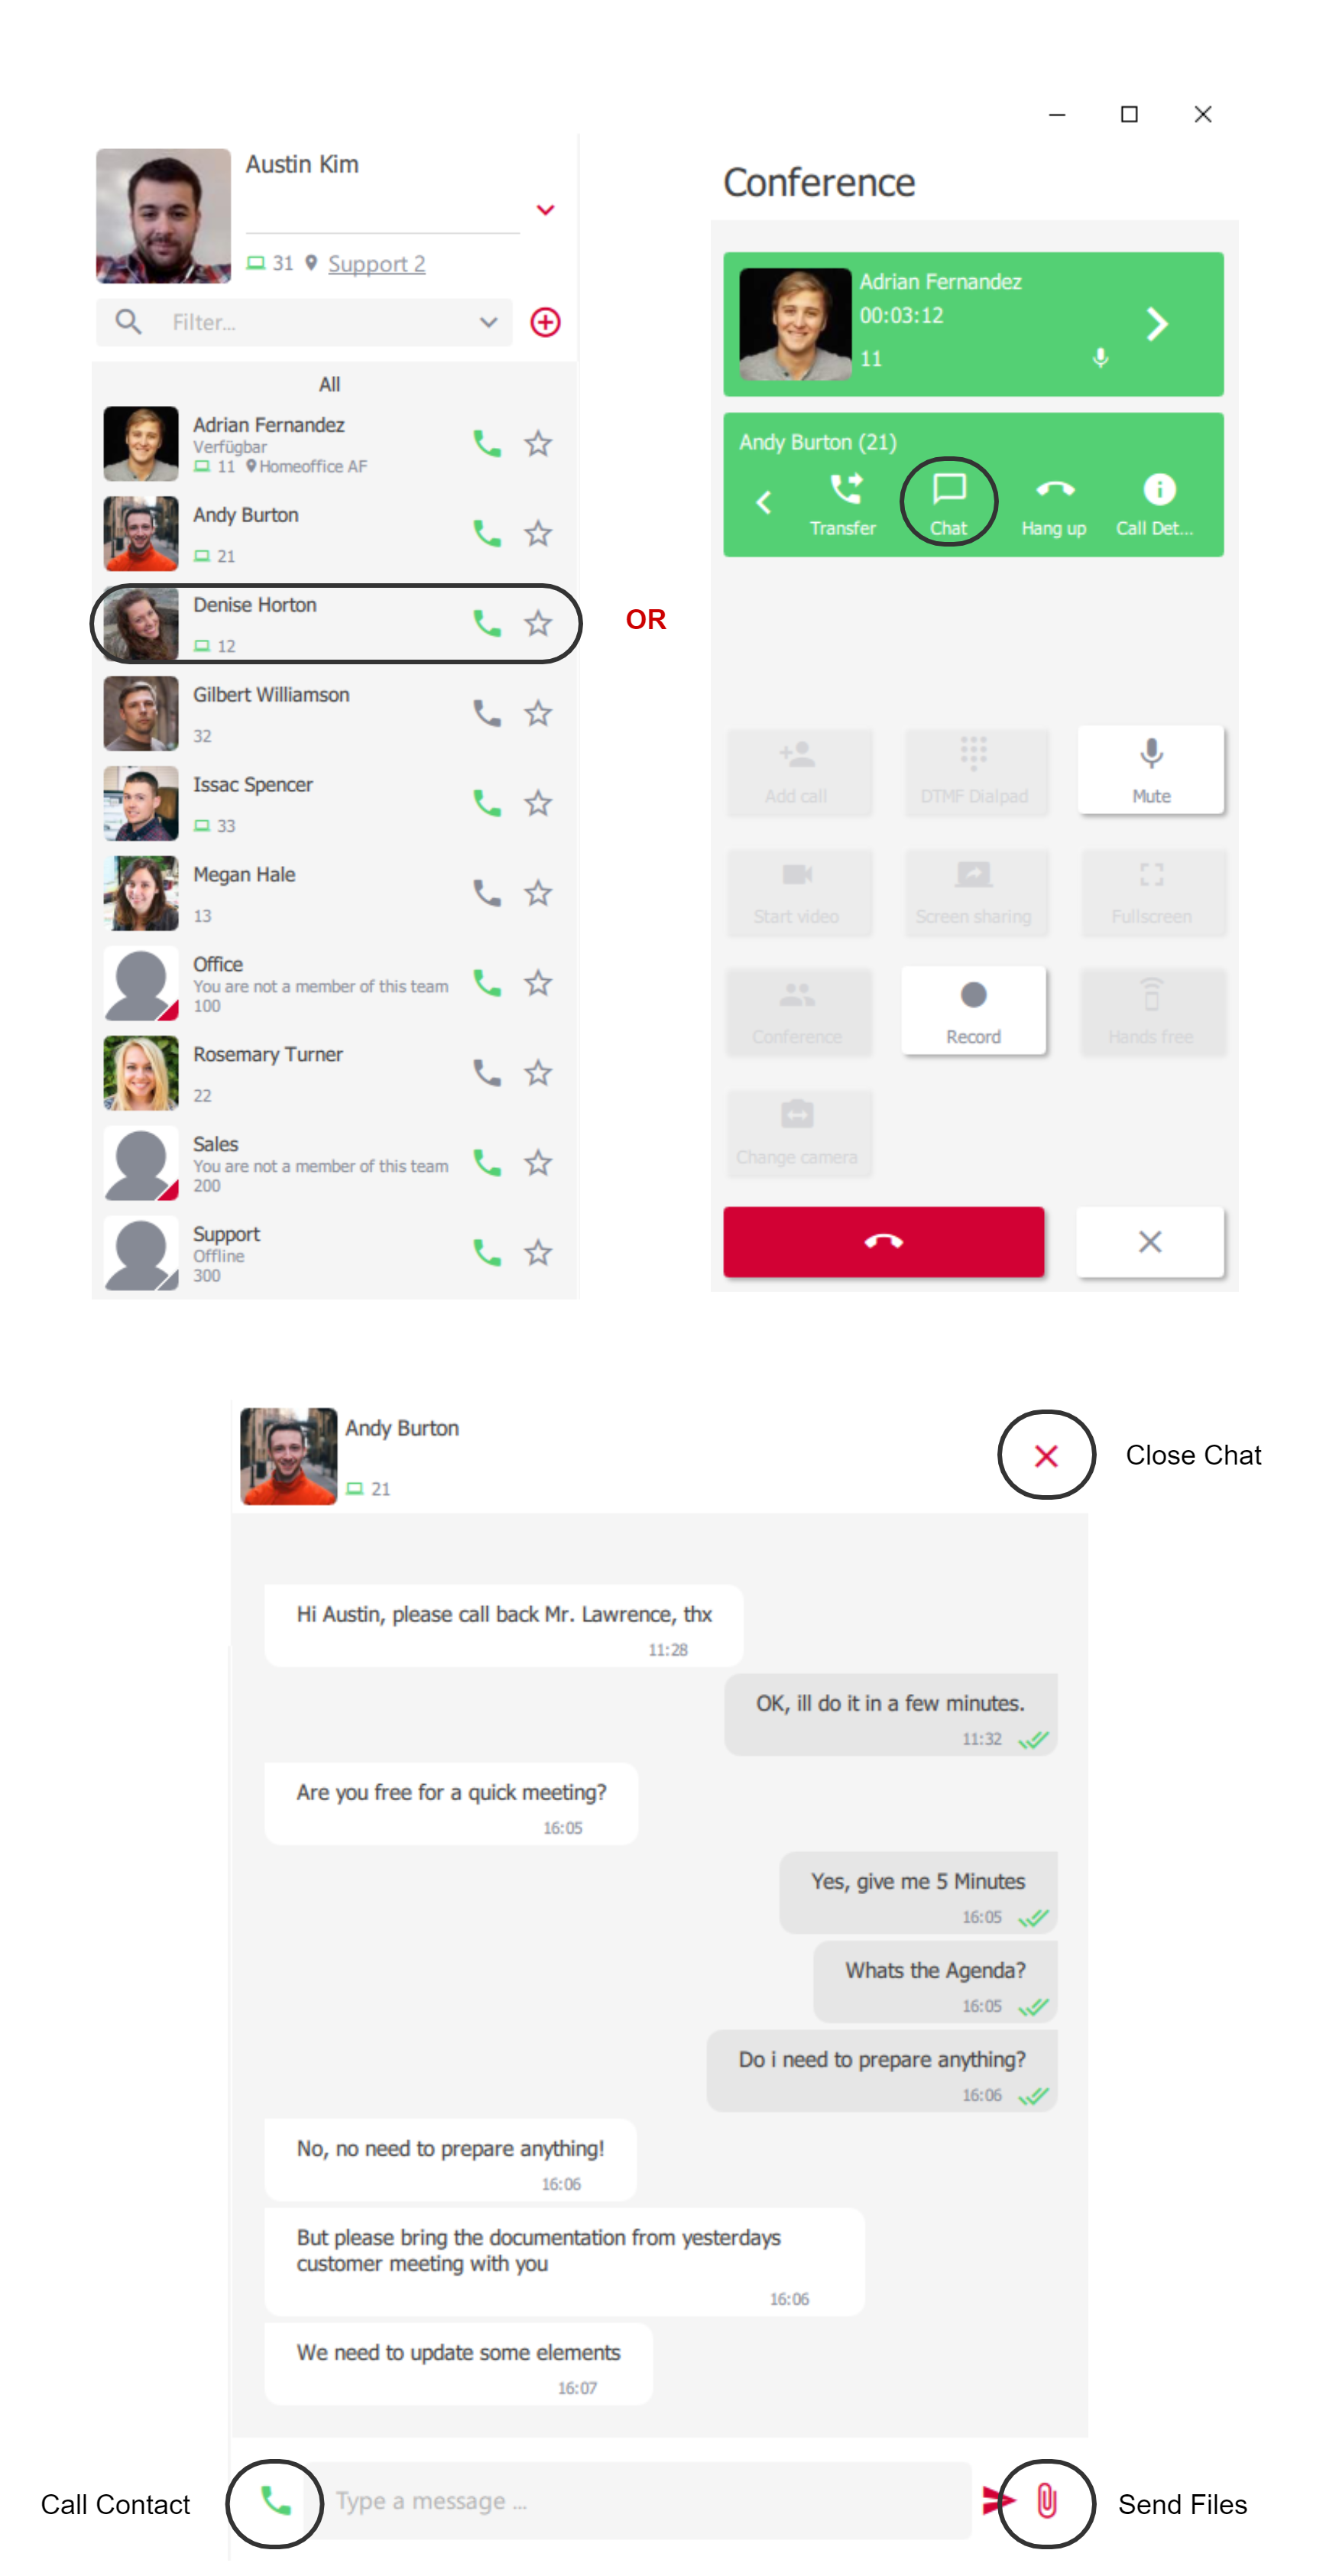 Austin Kim
31 Support 2
Filter...
All
Adrian Fernandez
Verfügbar
11 Homeoffice AF
Andy Burton
21
Denise Horton
12
Gilbert Williamson
32
Issac Spencer
33
Megan Hale
13
Office
You are not a member of this team
100
Rosemary Turner
22
Sales
You are not a member of this team
200
Support
Offline
300
OR
Conference
Adrian Fernandez
00:03:12
11
Andy Burton (21)
Transfer Chat Hang up Call Det...
Add call DTMF Dialpad Mute
Start video Screen sharing Fullscreen
Conference Record Hands free
Change camera
Andy Burton
21
Close Chat
Hi Austin, please call back Mr. Lawrence, thx
11:28
OK, ill do it in a few minutes.
11:32
Are you free for a quick meeting?
16:05
Yes, give me 5 Minutes
16:05
Whats the Agenda?
16:05
Do i need to prepare anything?
16:06
No, no need to prepare anything!
16:06
But please bring the documentation from yesterdays
customer meeting with you
16:06
We need to update some elements
16:07
Call Contact
Type a message ...
Send Files